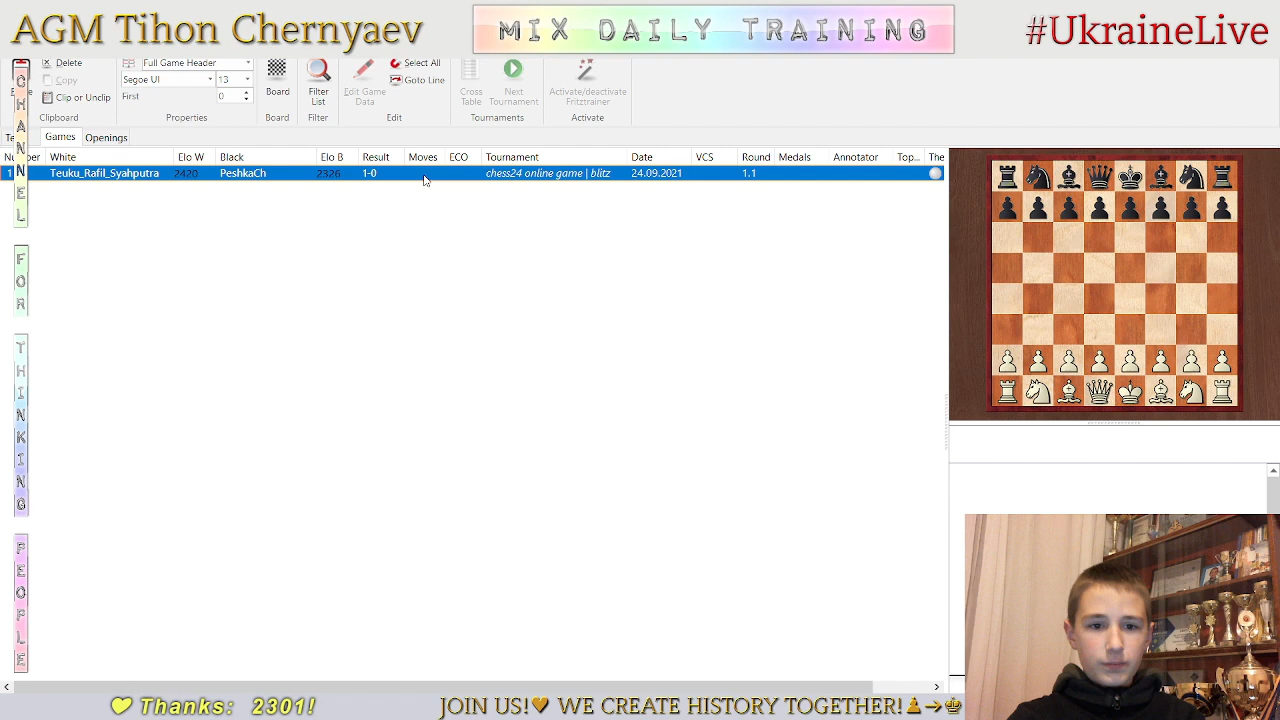 AGM Tihon Chernyaev
MIX DAILY TRAINING
#UkraineLive
Delete
Copy
Clip or Unclip
Clipboard
Full Game Header
Segoe UI
13
First
0
Properties
Board
Board
Filter
List
Filter
Edit Game
Data
Select All
Goto Line
Edit
Cross
Table
Next
Tournament
Tournaments
Activate/deactivate
Fritztrainer
Activate
Games
Openings
White Elo W Black Elo B Result Moves ECO Tournament Date VCS Round Medals Annotator Top... The
1 Teuku_Rafil_Syahputra 2420 PeshkaCh 2326 1-0 chess24 online game | blitz 24.09.2021 1.1
CHANNEL
FOR
THINKING
PEOPLE
Thanks: 2301!
JOIN US! WE CREATE HISTORY TOGETHER!